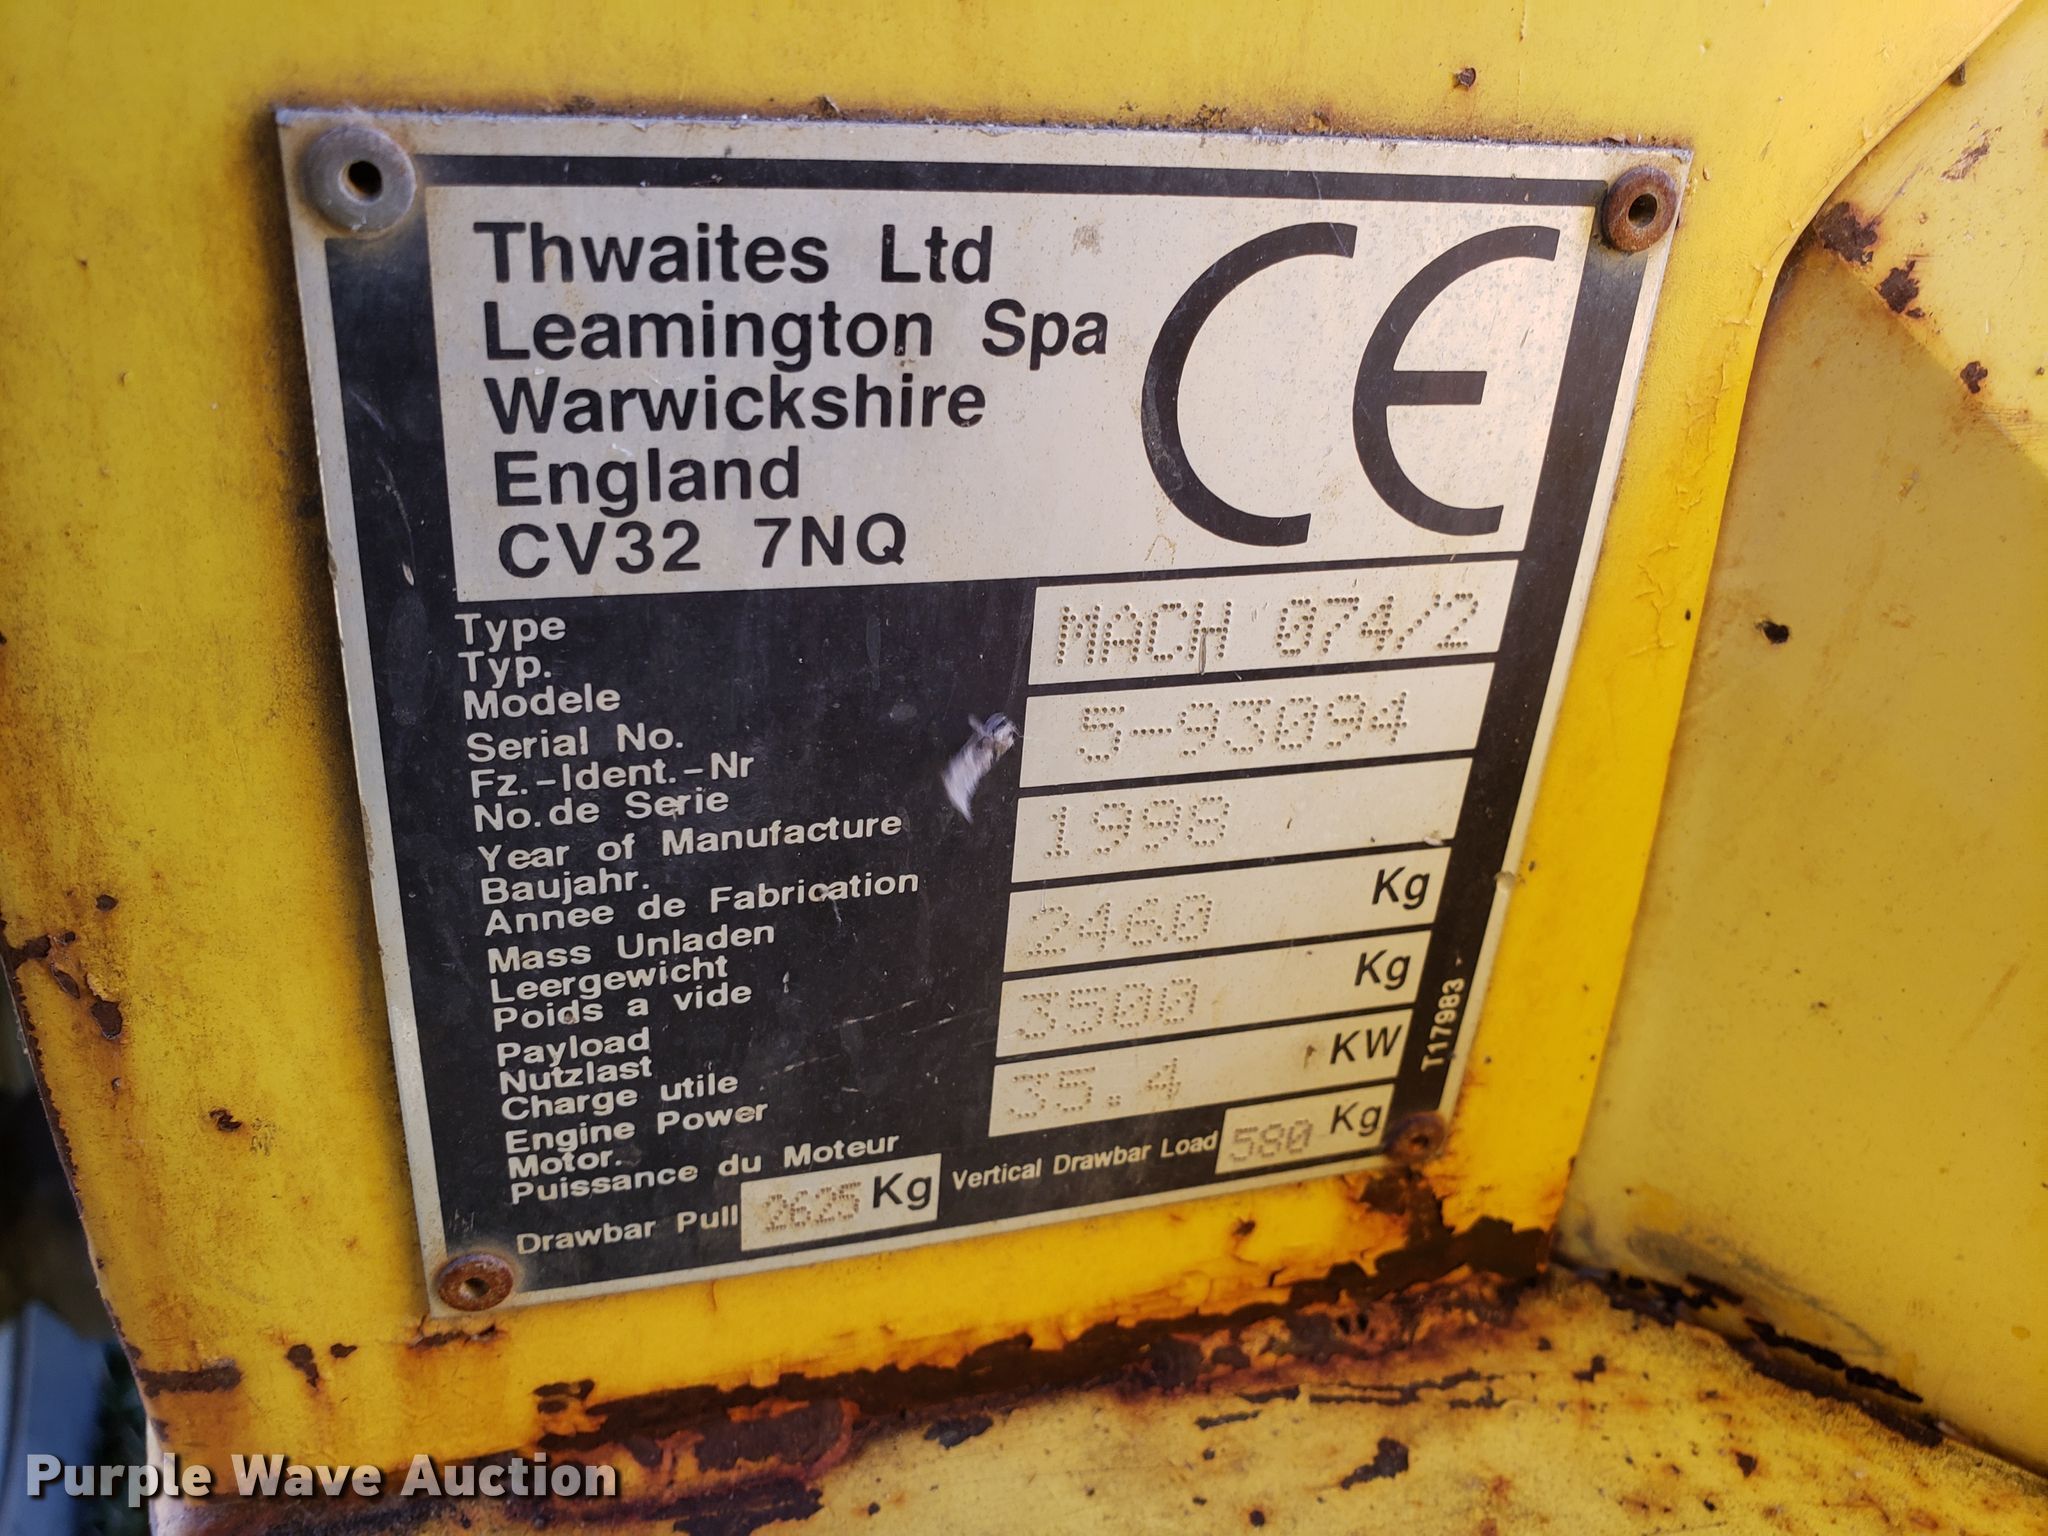 Thwaites Ltd
Leamington Spa
Warwickshire
England
CV32 7NQ
CE
Type
Typ.
Modele
MACH 074/2
Serial No.
Fz.-Ident.-Nr
No.de Serie
5-93094
Year of Manufacture
Baujahr.
Annee de Fabrication
1998
Mass Unladen
Leergewicht
Poids a vide
2460 Kg
Payload
Nutzlast
Charge utile
3500 Kg
Engine Power
Motor.
Puissance du Moteur
35.4 KW
Drawbar Pull 2625 Kg Vertical Drawbar Load 580 Kg
T17983
Purple Wave Auction